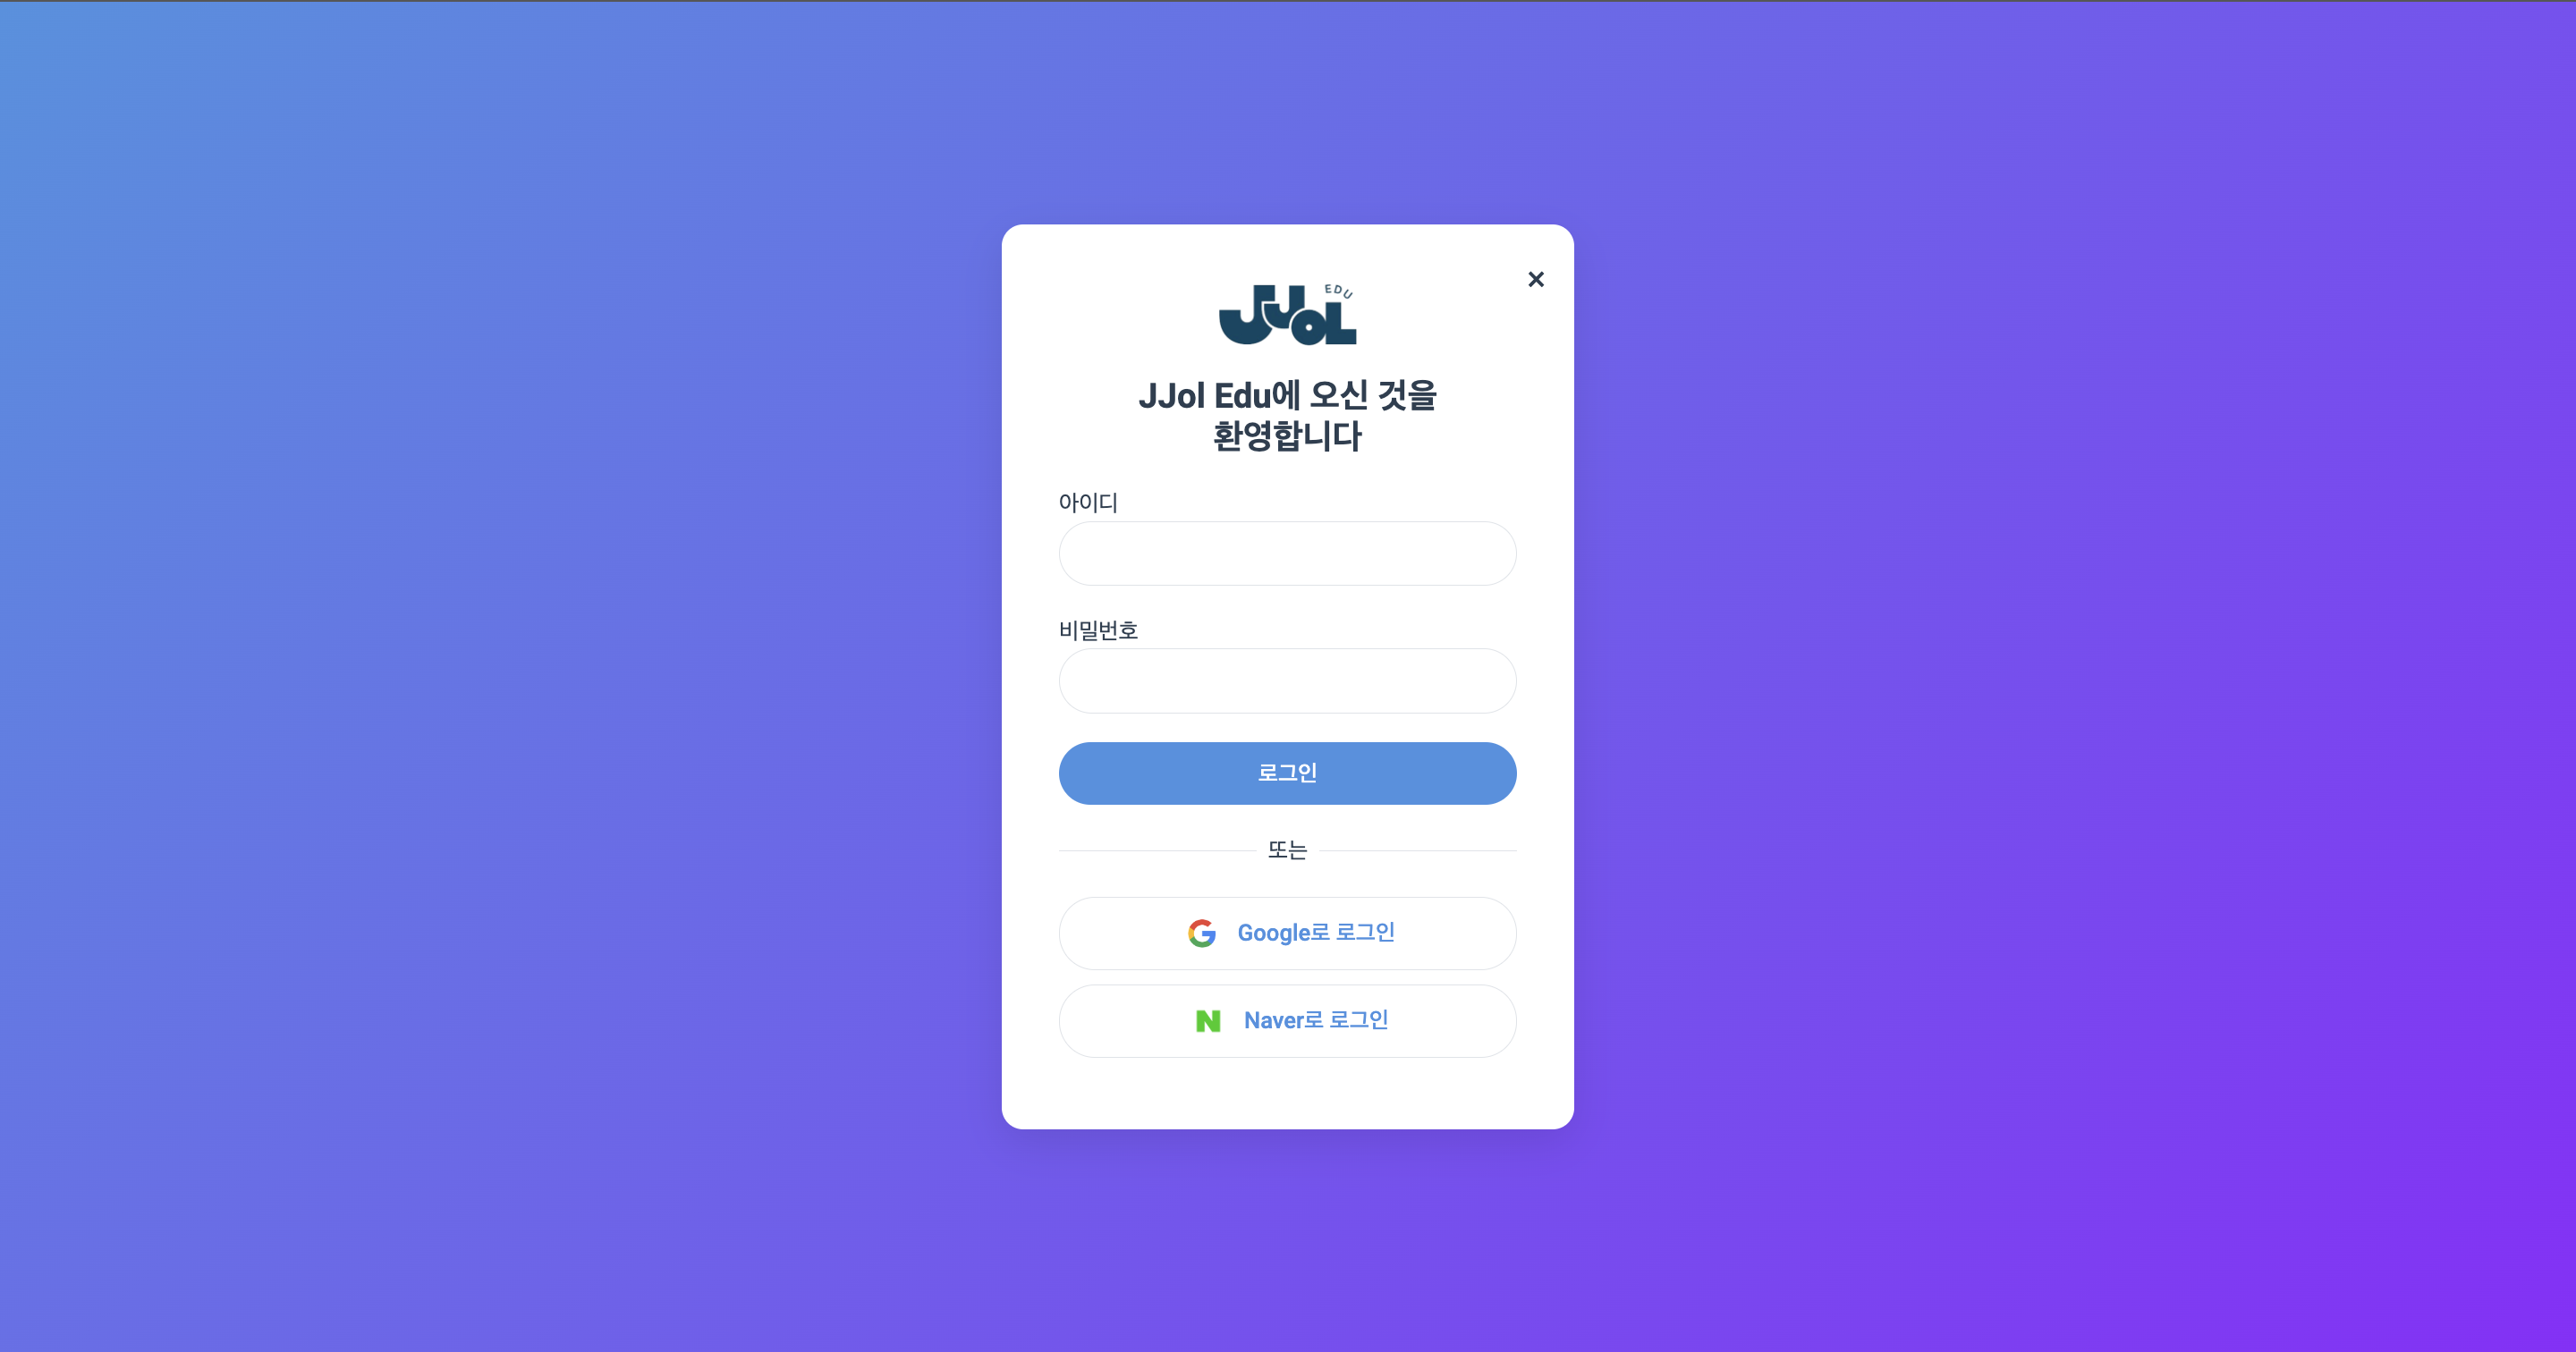 JJOL EDU
JJol Edu에 오신 것을
환영합니다
아이디
비밀번호
로그인
또는
Google로 로그인
N Naver로 로그인